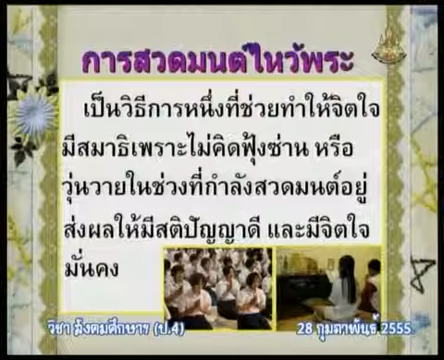 การสวดมนต์ไหว้พระ
เป็นวิธีการหนึ่งที่ช่วยทำให้จิตใจ
มีสมาธิเพราะไม่คิดฟุ้งซ่าน หรือ
วุ่นวายในช่วงที่กำลังสวดมนต์อยู่
ส่งผลให้มีสติปัญญาดี และมีจิตใจ
มั่นคง
วิชา สังคมศึกษาฯ (ป.4)
28 กุมภาพันธ์ 2555